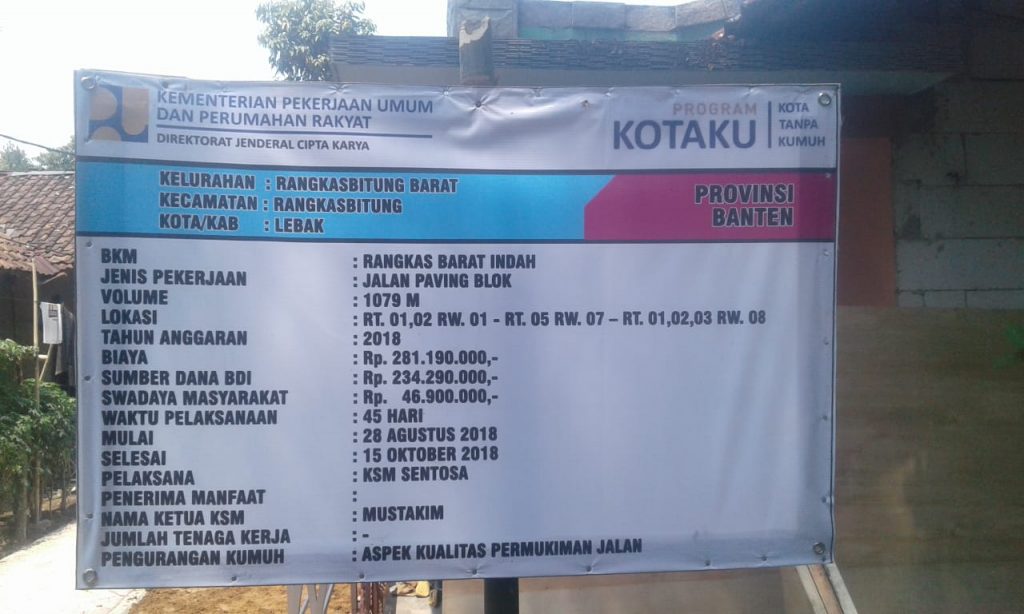 KEMENTERIAN PEKERJAAN UMUM
DAN PERUMAHAN RAKYAT
DIREKTORAT JENDERAL CIPTA KARYA
PROGRAM
KOTAKU
KOTA
TANPA
KUMUH
KELURAHAN : RANGKASBITUNG BARAT
KECAMATAN : RANGKASBITUNG
KOTA/KAB : LEBAK
PROVINSI
BANTEN
BKM : RANGKAS BARAT INDAH
JENIS PEKERJAAN : JALAN PAVING BLOK
VOLUME : 1079 M
LOKASI : RT. 01,02 RW. 01 - RT. 05 RW. 07 – RT. 01,02,03 RW. 08
TAHUN ANGGARAN : 2018
BIAYA : Rp. 281.190.000,-
SUMBER DANA BDI : Rp. 234.290.000,-
SWADAYA MASYARAKAT : Rp. 46.900.000,-
WAKTU PELAKSANAAN : 45 HARI
MULAI : 28 AGUSTUS 2018
SELESAI : 15 OKTOBER 2018
PELAKSANA : KSM SENTOSA
PENERIMA MANFAAT :
NAMA KETUA KSM : MUSTAKIM
JUMLAH TENAGA KERJA : -
PENGURANGAN KUMUH : ASPEK KUALITAS PERMUKIMAN JALAN